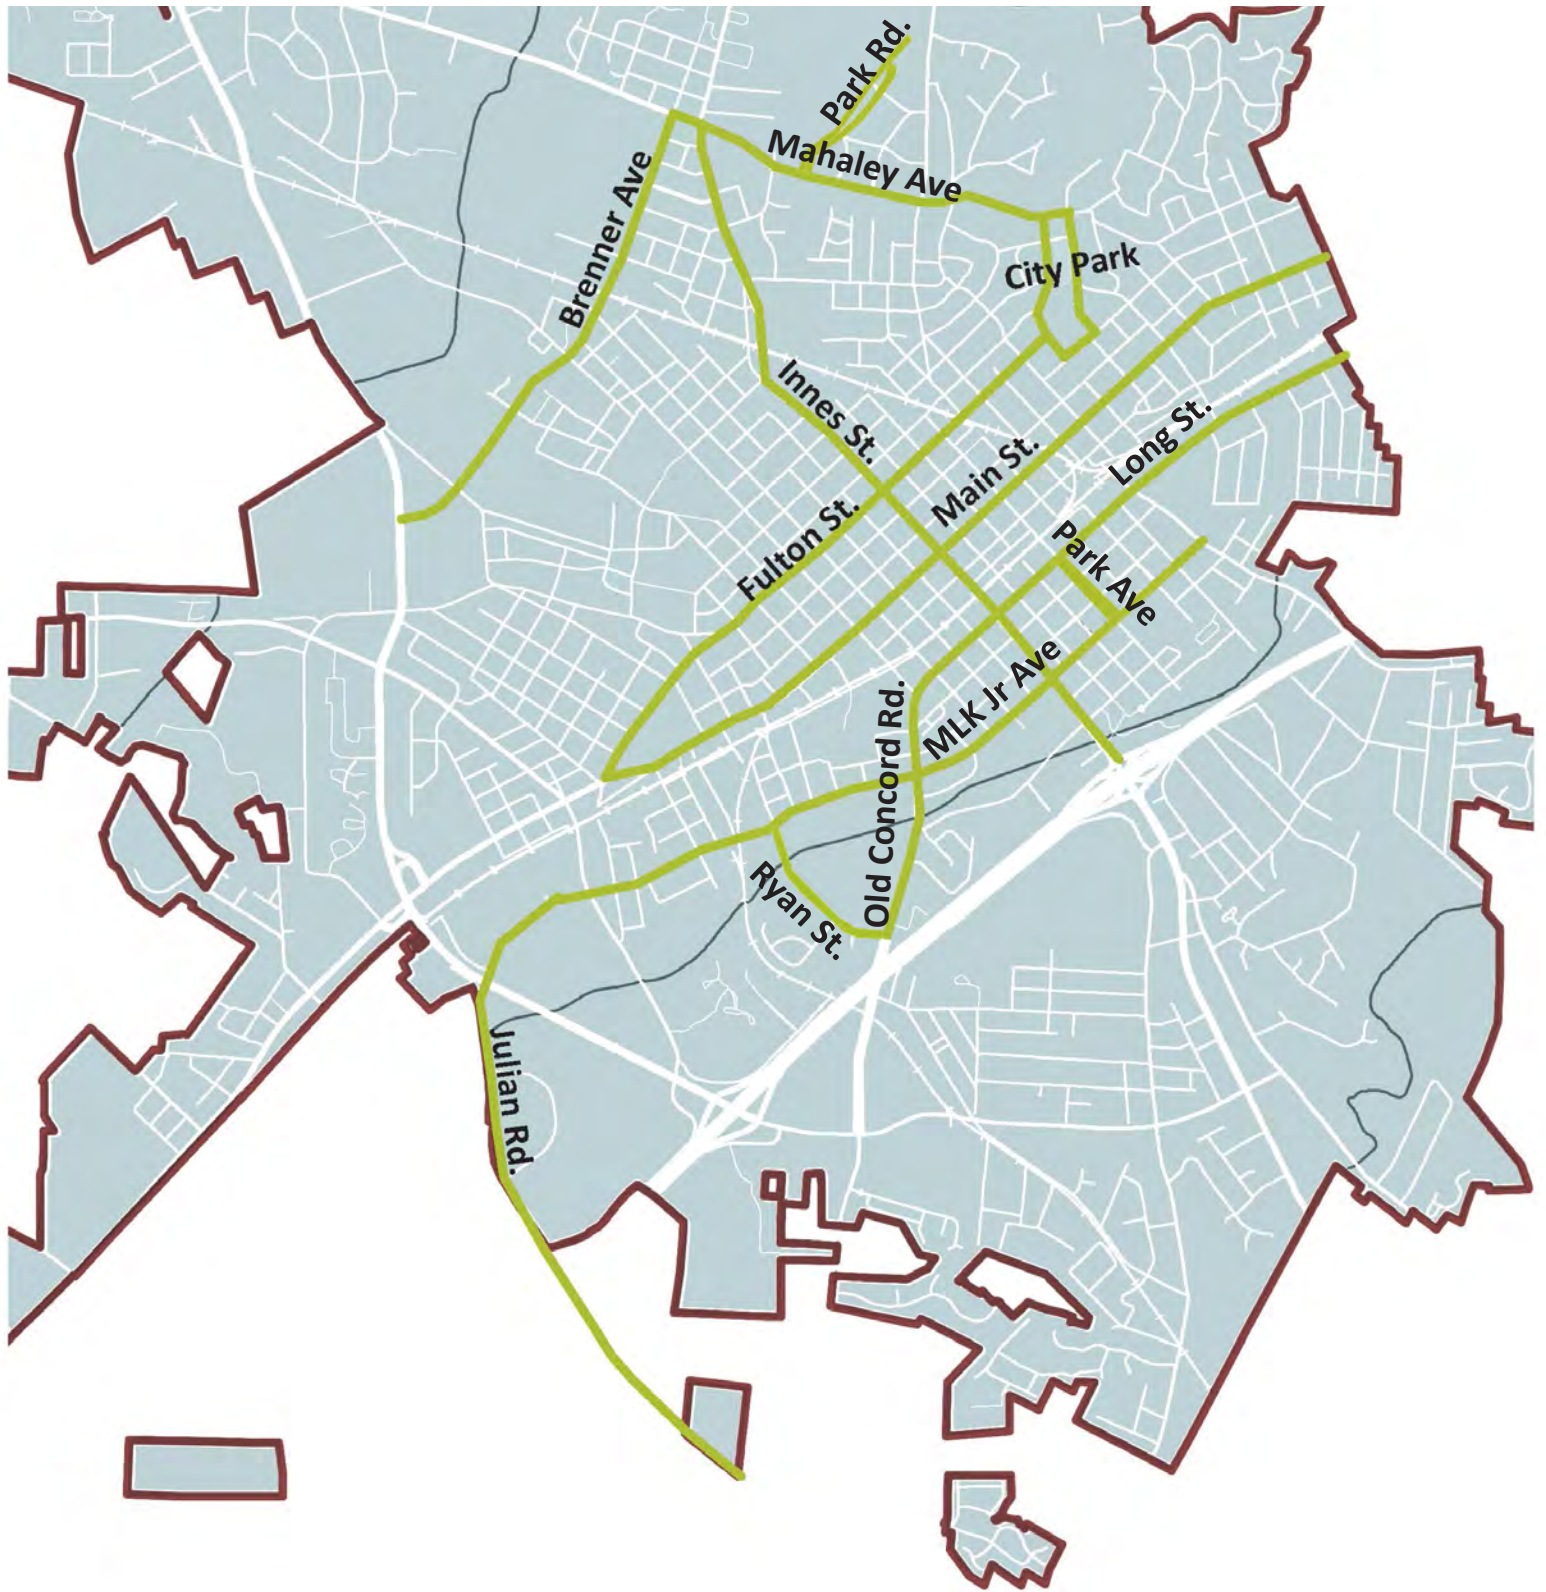 Park Rd.
Mahaley Ave
Brenner Ave
City Park
Innes St.
Long St.
Main St.
Fulton St.
Park Ave
MLK Jr Ave
Old Concord Rd.
Ryan St.
Julian Rd.